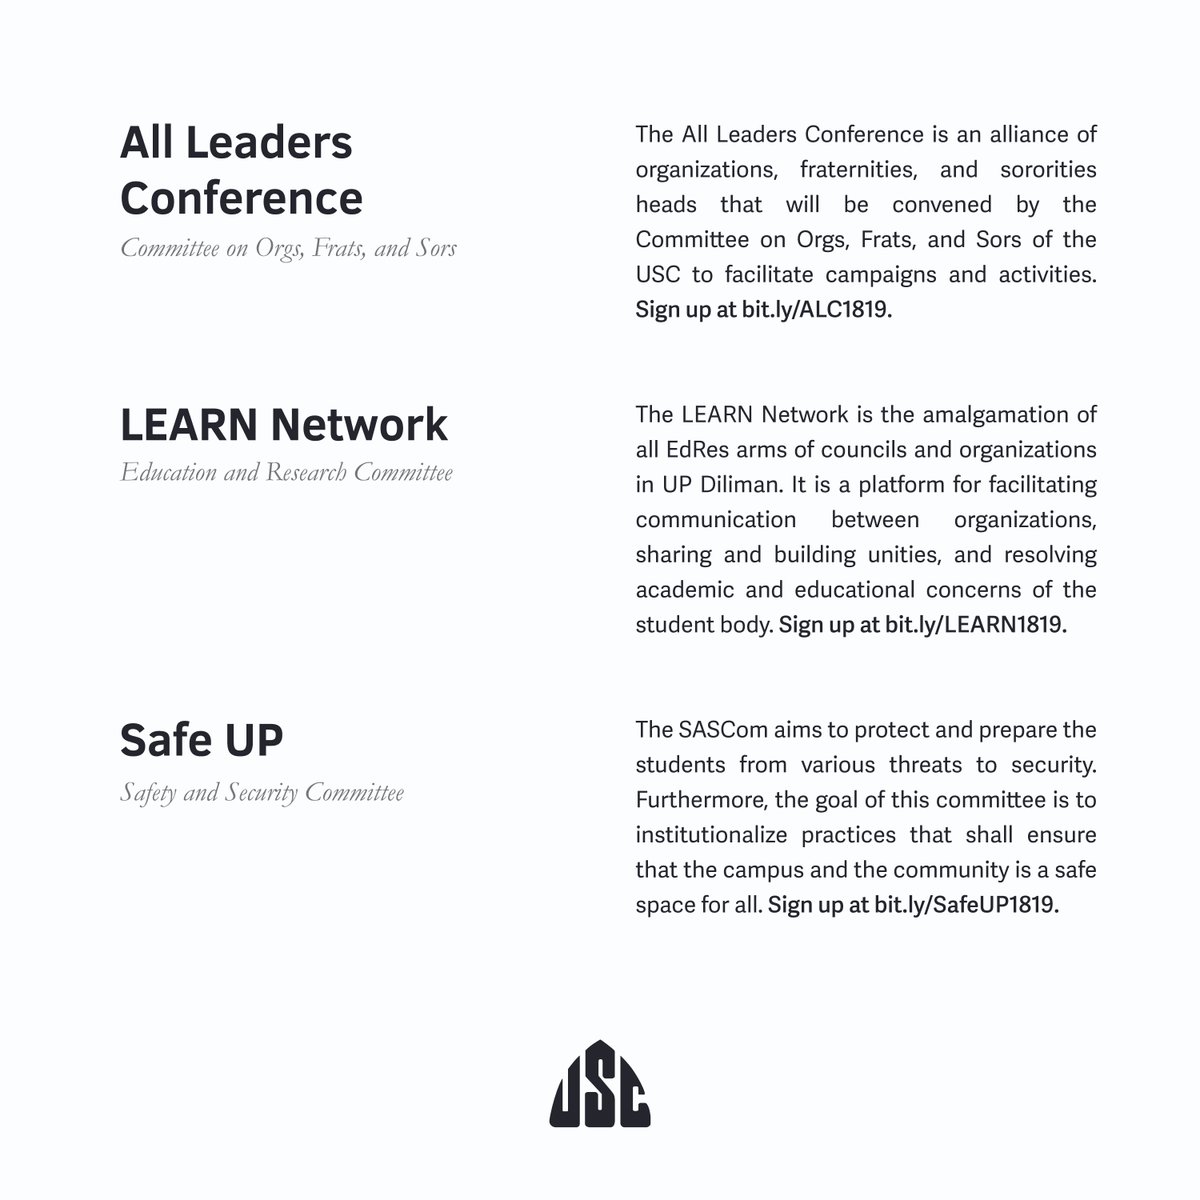 All Leaders
Conference
Committee on Orgs, Frats, and Sors
The All Leaders Conference is an alliance of
organizations, fraternities, and sororities
heads that will be convened by the
Committee on Orgs, Frats, and Sors of the
USC to facilitate campaigns and activities.
Sign up at bit.ly/ALC1819.
LEARN Network
Education and Research Committee
The LEARN Network is the amalgamation of
all EdRes arms of councils and organizations
in UP Diliman. It is a platform for facilitating
communication between organizations,
sharing and building unities, and resolving
academic and educational concerns of the
student body. Sign up at bit.ly/LEARN1819.
Safe UP
Safety and Security Committee
The SASCom aims to protect and prepare the
students from various threats to security.
Furthermore, the goal of this committee is to
institutionalize practices that shall ensure
that the campus and the community is a safe
space for all. Sign up at bit.ly/SafeUP1819.
USC